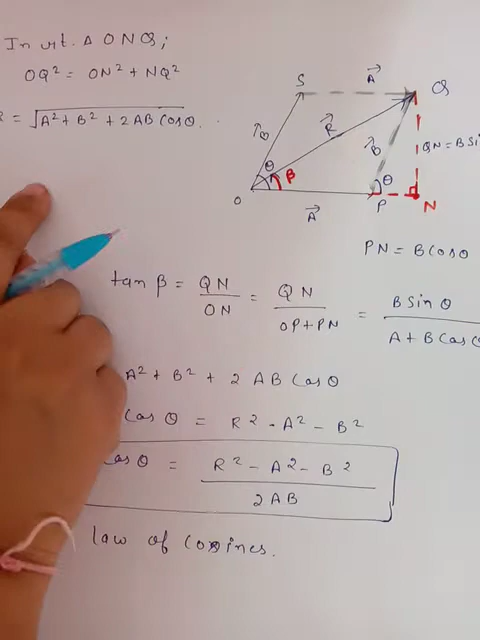 In rt. Δ ONQ;
OQ² = ON² + NQ²
= √A² + B² + 2AB Cosθ
S A⃗ Q
B⃗ R⃗ B⃗ QN = B Si
θ β θ
O A⃗ P N
PN = B Cosθ
tan β = QN/ON = QN/OP+PN = B Sin θ/A + B Cos
A² + B² + 2 AB Cosθ
Cosθ = R² - A² - B²
Cosθ = R² - A² - B²/2AB
law of Cosines.